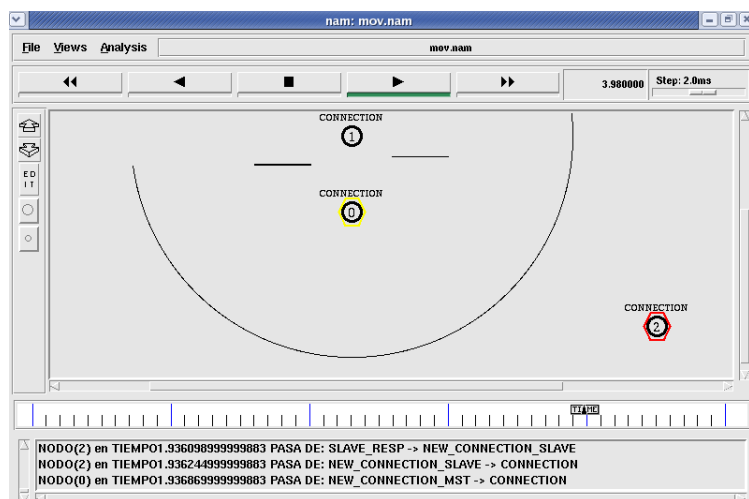 nam: mov.nam
File Views Analysis mov.nam
3.980000 Step: 2.0ms
ED
IT
CONNECTION
1
CONNECTION
0
CONNECTION
2
TIME
NODO(2) en TIEMPO1.936098999999883 PASA DE: SLAVE_RESP -> NEW_CONNECTION_SLAVE
NODO(2) en TIEMPO1.936244999999883 PASA DE: NEW_CONNECTION_SLAVE -> CONNECTION
NODO(0) en TIEMPO1.936869999999883 PASA DE: NEW_CONNECTION_MST -> CONNECTION